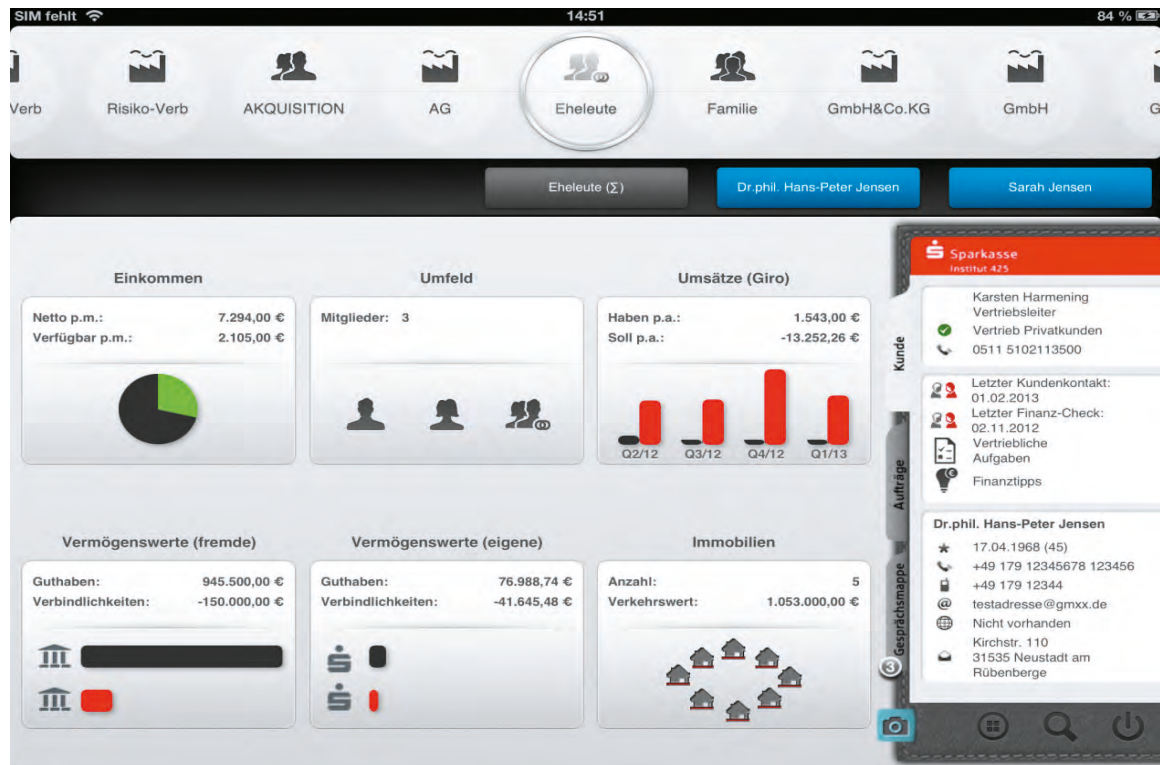 SIM fehlt
14:51
84 %
Verb
Risiko-Verb
AKQUISITION
AG
Eheleute
Familie
GmbH&Co.KG
GmbH
G
Eheleute (Σ)
Dr.phil. Hans-Peter Jensen
Sarah Jensen
Einkommen
Netto p.m.: 7.294,00 €
Verfügbar p.m.: 2.105,00 €
Umfeld
Mitglieder: 3
Umsätze (Giro)
Haben p.a.: 1.543,00 €
Soll p.a.: -13.252,26 €
Q2/12 Q3/12 Q4/12 Q1/13
Vermögenswerte (fremde)
Guthaben: 945.500,00 €
Verbindlichkeiten: -150.000,00 €
Vermögenswerte (eigene)
Guthaben: 76.988,74 €
Verbindlichkeiten: -41.645,48 €
Immobilien
Anzahl: 5
Verkehrswert: 1.053.000,00 €
Kunde
Aufträge
Gesprächsmappe
3
Sparkasse
Institut 425
Karsten Harmening
Vertriebsleiter
Vertrieb Privatkunden
0511 5102113500
Letzter Kundenkontakt:
01.02.2013
Letzter Finanz-Check:
02.11.2012
Vertriebliche
Aufgaben
Finanztipps
Dr.phil. Hans-Peter Jensen
17.04.1968 (45)
+49 179 12345678 123456
+49 179 12344
@ testadresse@gmxx.de
Nicht vorhanden
Kirchstr. 110
31535 Neustadt am
Rübenberge